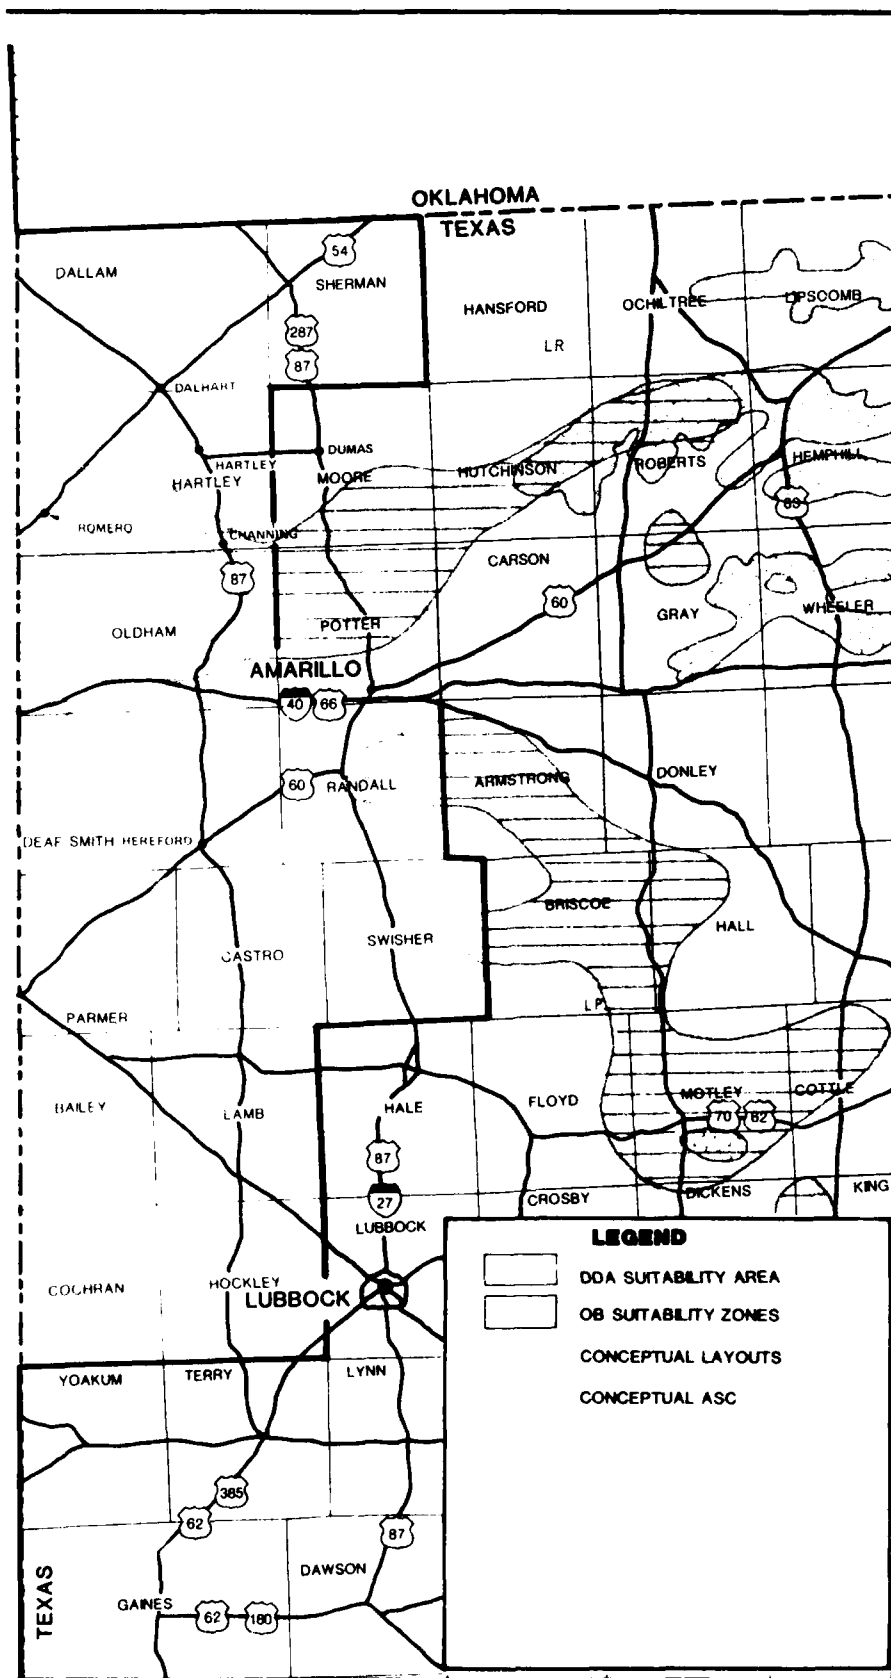 OKLAHOMA
TEXAS
54
DALLAM
SHERMAN
HANSFORD
OCHILTREE
LIPSCOMB
287
LR
87
DALHART
DUMAS
HARTLEY
HARTLEY
MOORE
HUTCHINSON
ROBERTS
HEMPHILL
83
ROMERO
CHANNING
CARSON
87
60
OLDHAM
POTTER
GRAY
WHEELER
AMARILLO
40
66
60
RANDALL
ARMSTRONG
DONLEY
DEAF SMITH
HEREFORD
BRISCOE
HALL
CASTRO
SWISHER
PARMER
BAILEY
LAMB
HALE
FLOYD
MOTLEY
COTTLE
70
62
87
27
CROSBY
DICKENS
KING
LUBBOCK
COCHRAN
HOCKLEY
LUBBOCK
LEGEND
DDA SUITABILITY AREA
OB SUITABILITY ZONES
CONCEPTUAL LAYOUTS
CONCEPTUAL ASC
YOAKUM
TERRY
LYNN
385
62
87
DAWSON
GAINES
62
180
TEXAS